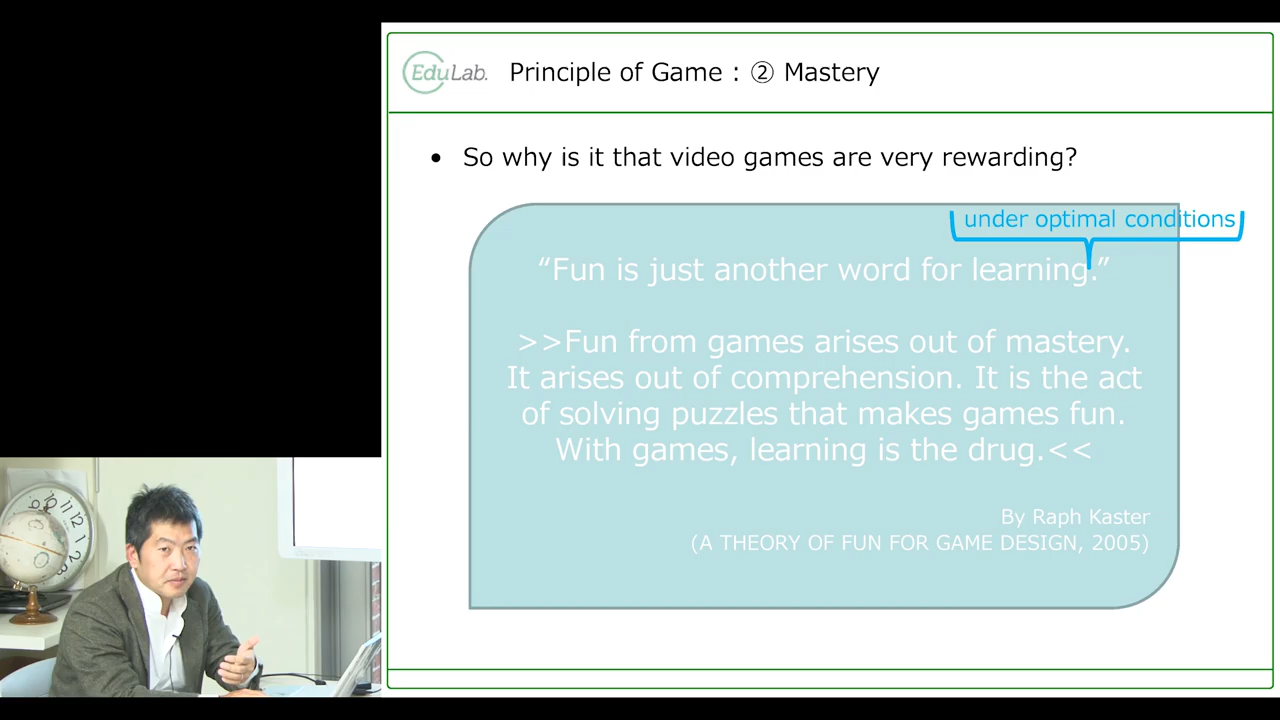 EduLab.
Principle of Game : ② Mastery
• So why is it that video games are very rewarding?
under optimal conditions
“Fun is just another word for learning.”
>>Fun from games arises out of mastery.
It arises out of comprehension. It is the act
of solving puzzles that makes games fun.
With games, learning is the drug.<<
By Raph Kaster
(A THEORY OF FUN FOR GAME DESIGN, 2005)